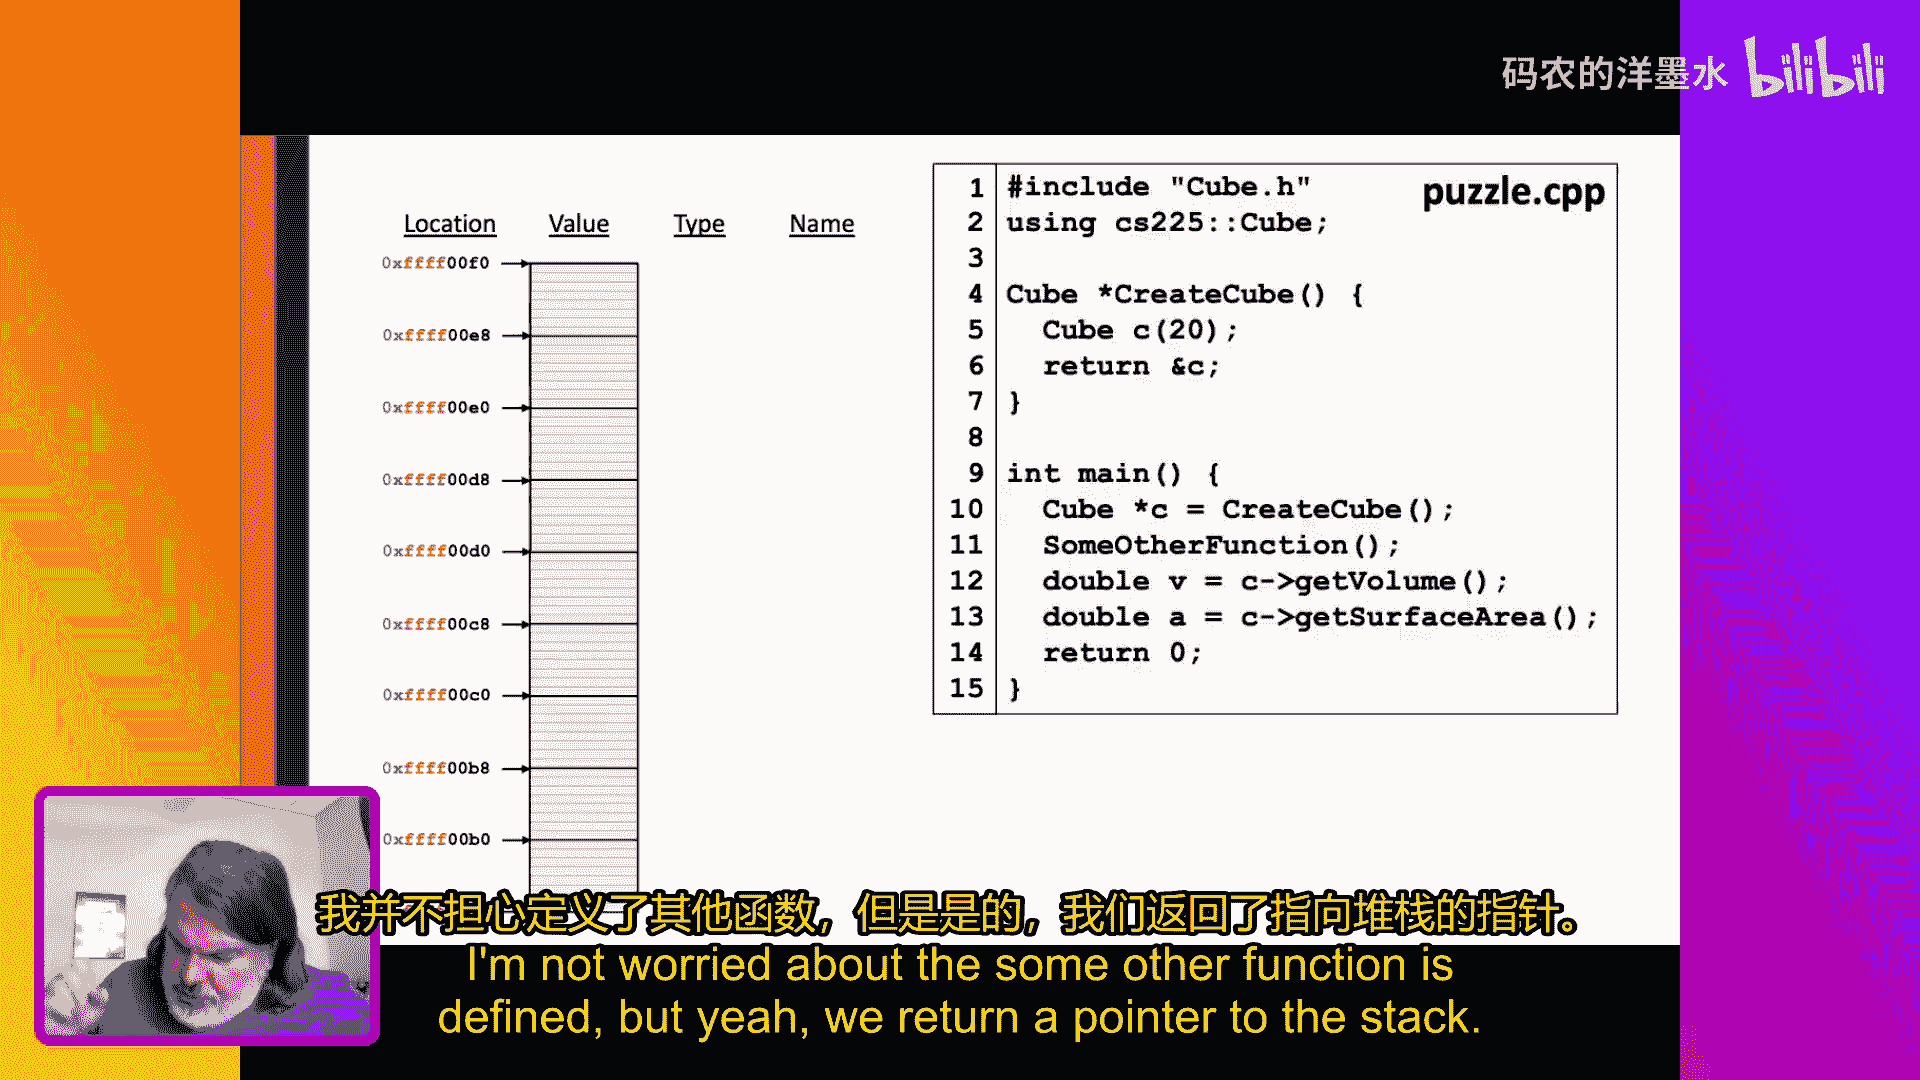 码农的洋墨水 bilibili
Location Value Type Name
0xffff00f0
0xffff00e8
0xffff00e0
0xffff00d8
0xffff00d0
0xffff00c8
0xffff00c0
0xffff00b8
0xffff00b0
puzzle.cpp
1 #include "Cube.h"
2 using cs225::Cube;
3
4 Cube *CreateCube() {
5 Cube c(20);
6 return &c;
7 }
8
9 int main() {
10 Cube *c = CreateCube();
11 SomeOtherFunction();
12 double v = c->getVolume();
13 double a = c->getSurfaceArea();
14 return 0;
15 }
我并不担心定义了其他函数，但是是的，我们返回了指向堆栈的指针。
I'm not worried about the some other function is
defined, but yeah, we return a pointer to the stack.